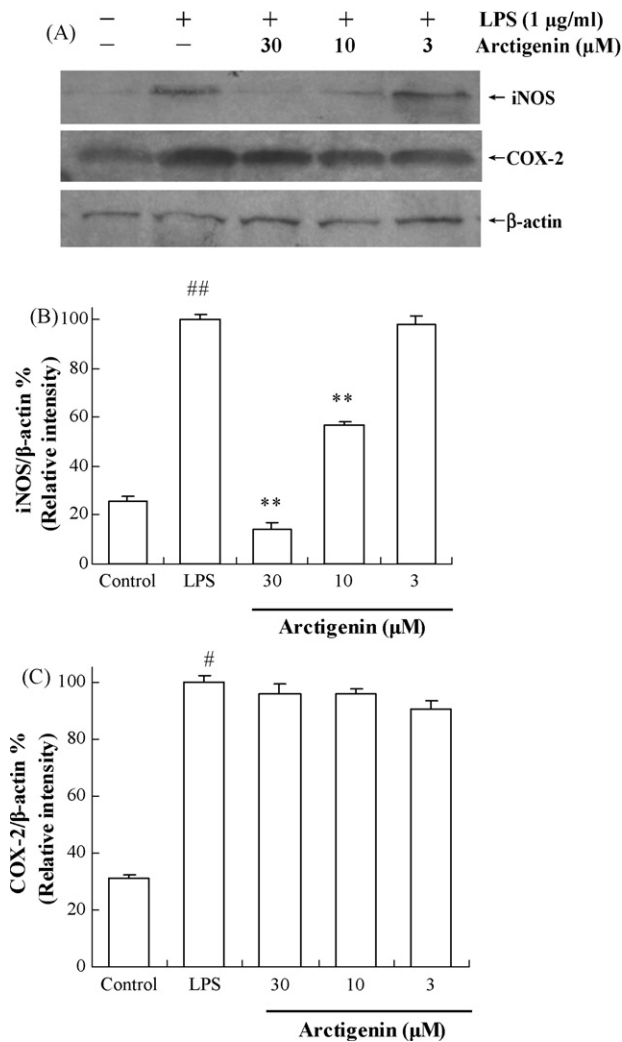 (A)
− + + + + LPS (1 μg/ml)
− − 30 10 3 Arctigenin (μM)
← iNOS
← COX-2
← β-actin
(B)
iNOS/β-actin %
(Relative intensity)
100
80
60
40
20
0
##
**
**
Control LPS 30 10 3
Arctigenin (μM)
(C)
COX-2/β-actin %
(Relative intensity)
100
80
60
40
20
0
#
Control LPS 30 10 3
Arctigenin (μM)